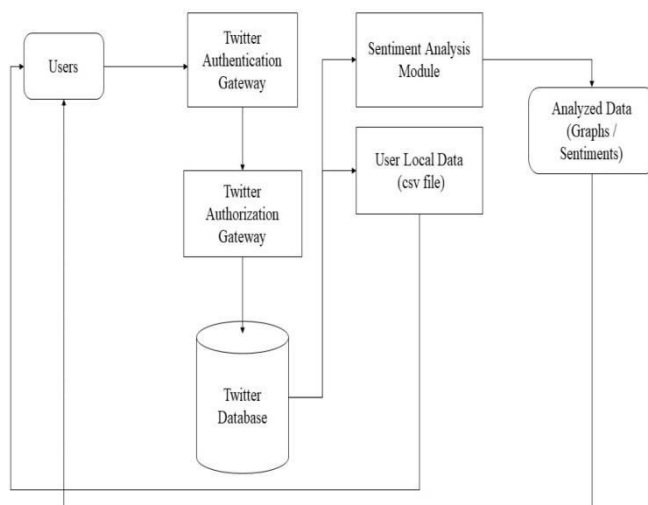 Users
Twitter
Authentication
Gateway
Sentiment Analysis
Module
Analyzed Data
(Graphs /
Sentiments)
User Local Data
(csv file)
Twitter
Authorization
Gateway
Twitter
Database